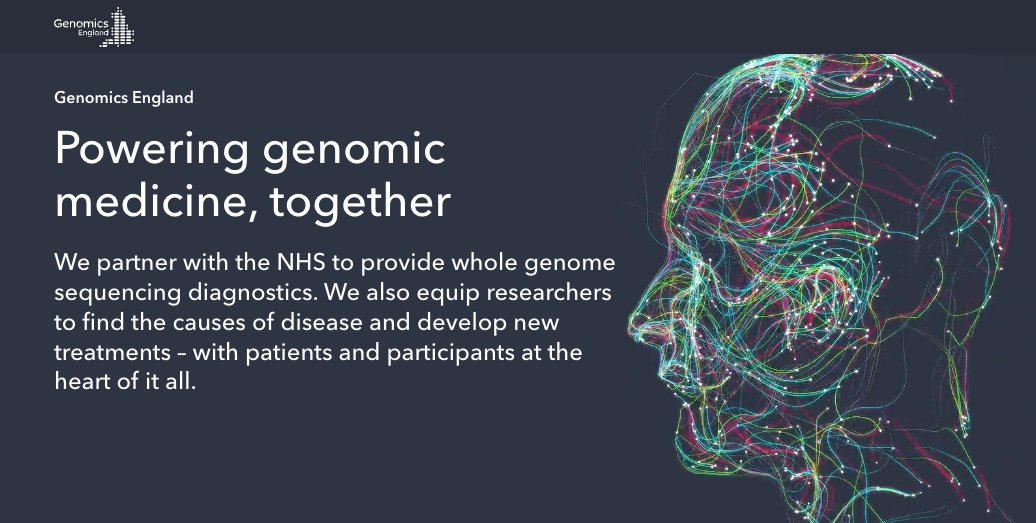 Genomics
England
Genomics England
Powering genomic
medicine, together
We partner with the NHS to provide whole genome
sequencing diagnostics. We also equip researchers
to find the causes of disease and develop new
treatments – with patients and participants at the
heart of it all.